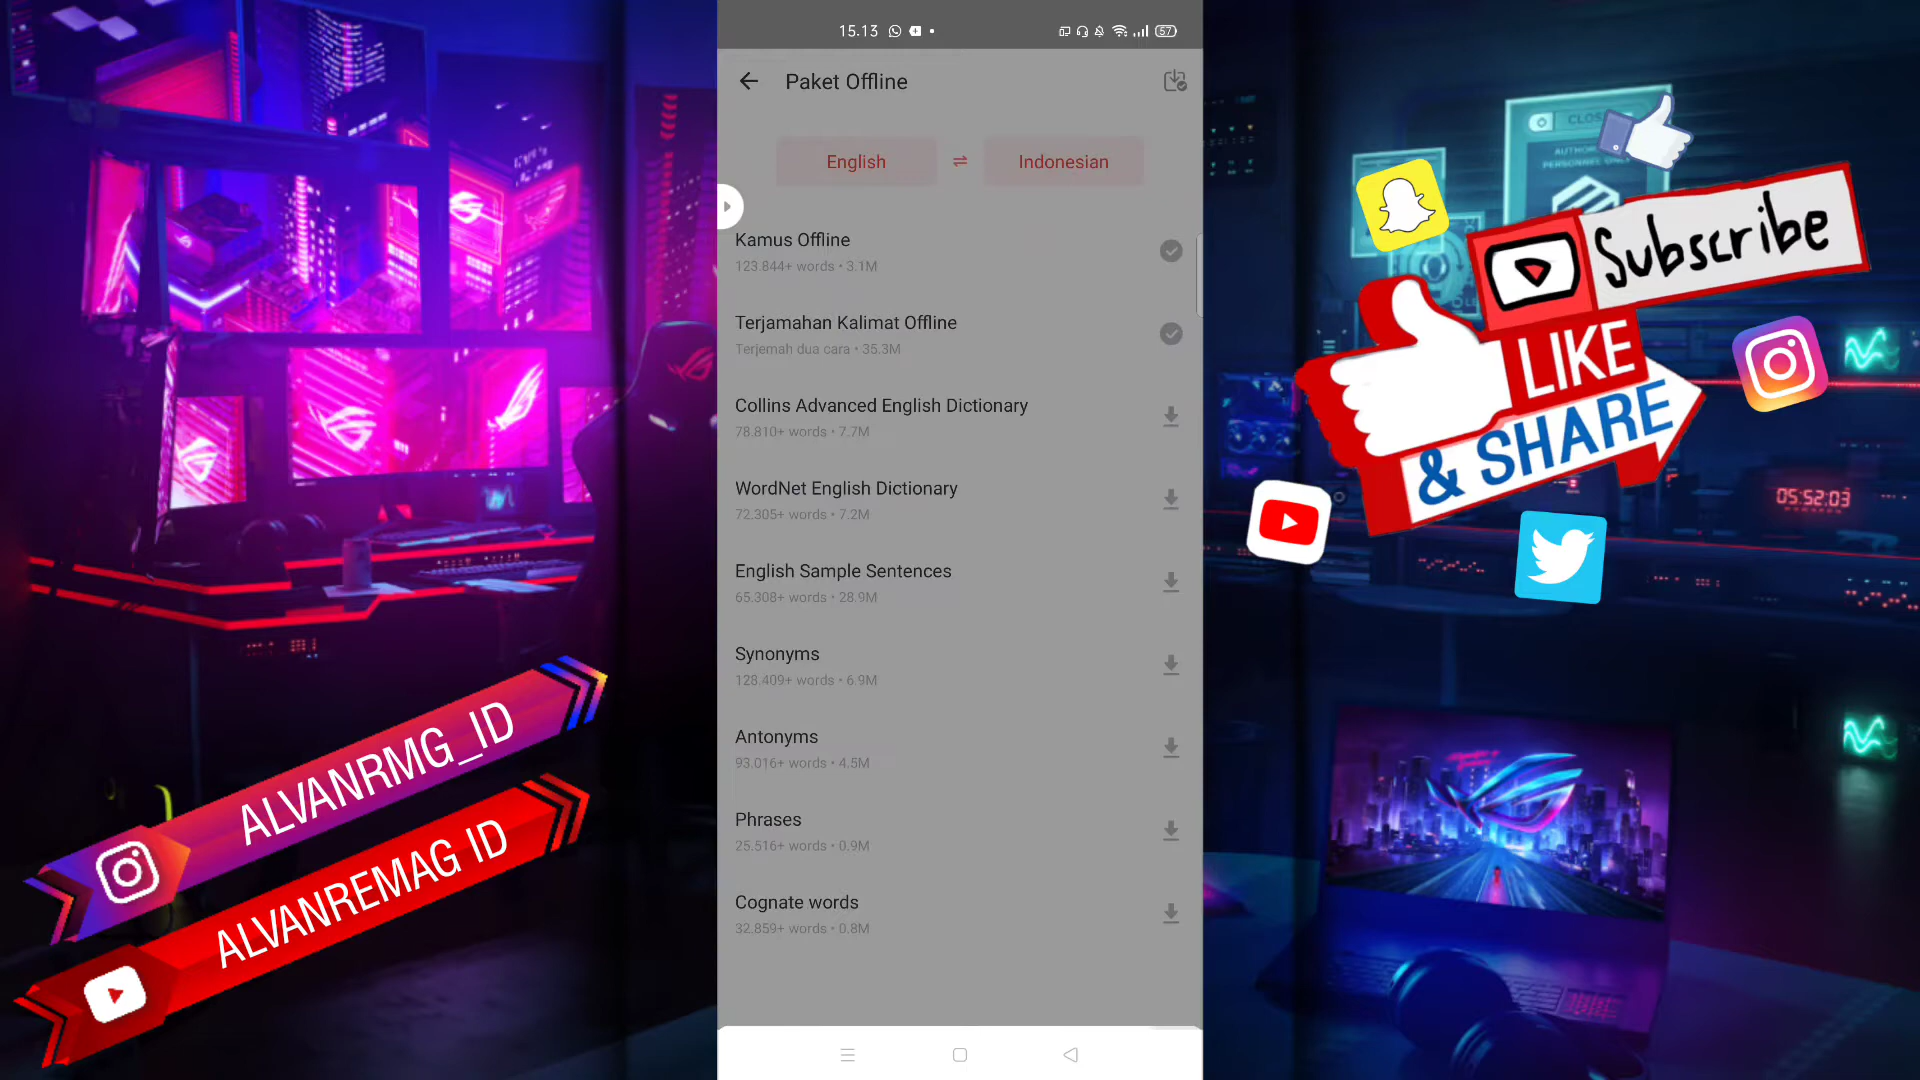 15.13
57
Paket Offline
English
Indonesian
Kamus Offline
123.844+ words • 3.1M
Terjamahan Kalimat Offline
Terjemah dua cara • 35.3M
Collins Advanced English Dictionary
78.810+ words • 7.7M
WordNet English Dictionary
72.305+ words • 7.2M
English Sample Sentences
65.308+ words • 28.9M
Synonyms
128.409+ words • 6.9M
Antonyms
93.016+ words • 4.5M
Phrases
25.516+ words • 0.9M
Cognate words
32.859+ words • 0.8M
ALVANRMG_ID
ALVANREMAG ID
Subscribe
LIKE
& SHARE
05:52:03